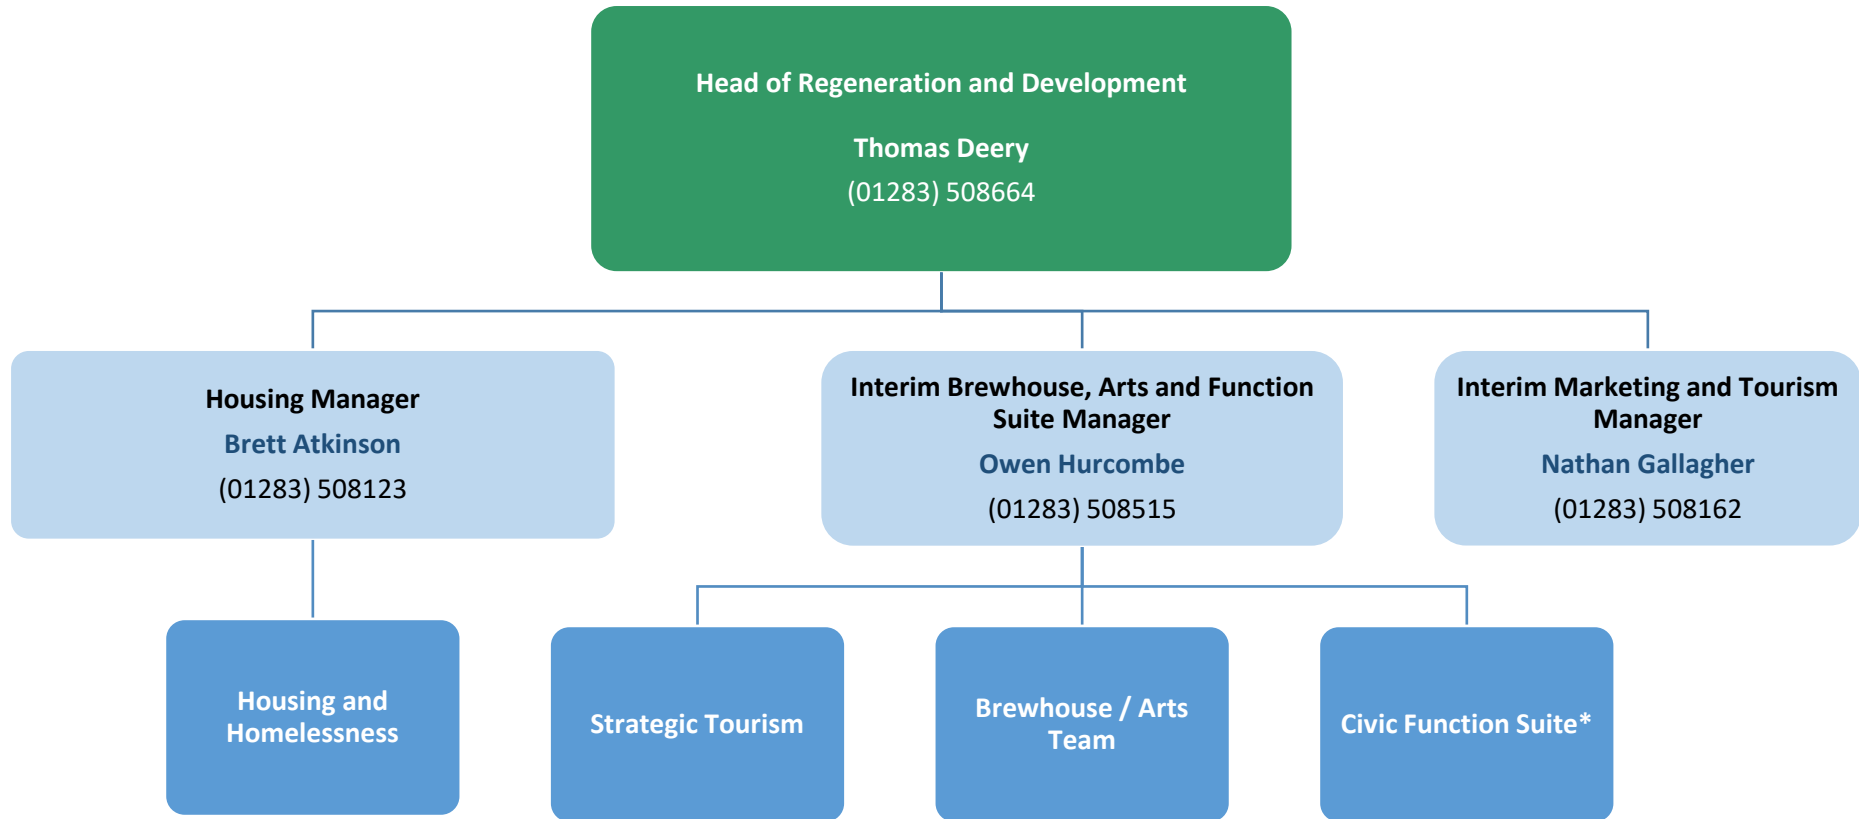 Head of Regeneration and Development
Thomas Deery
(01283) 508664
Housing Manager
Brett Atkinson
(01283) 508123
Interim Brewhouse, Arts and Function
Suite Manager
Owen Hurcombe
(01283) 508515
Interim Marketing and Tourism
Manager
Nathan Gallagher
(01283) 508162
Housing and
Homelessness
Strategic Tourism
Brewhouse / Arts
Team
Civic Function Suite*